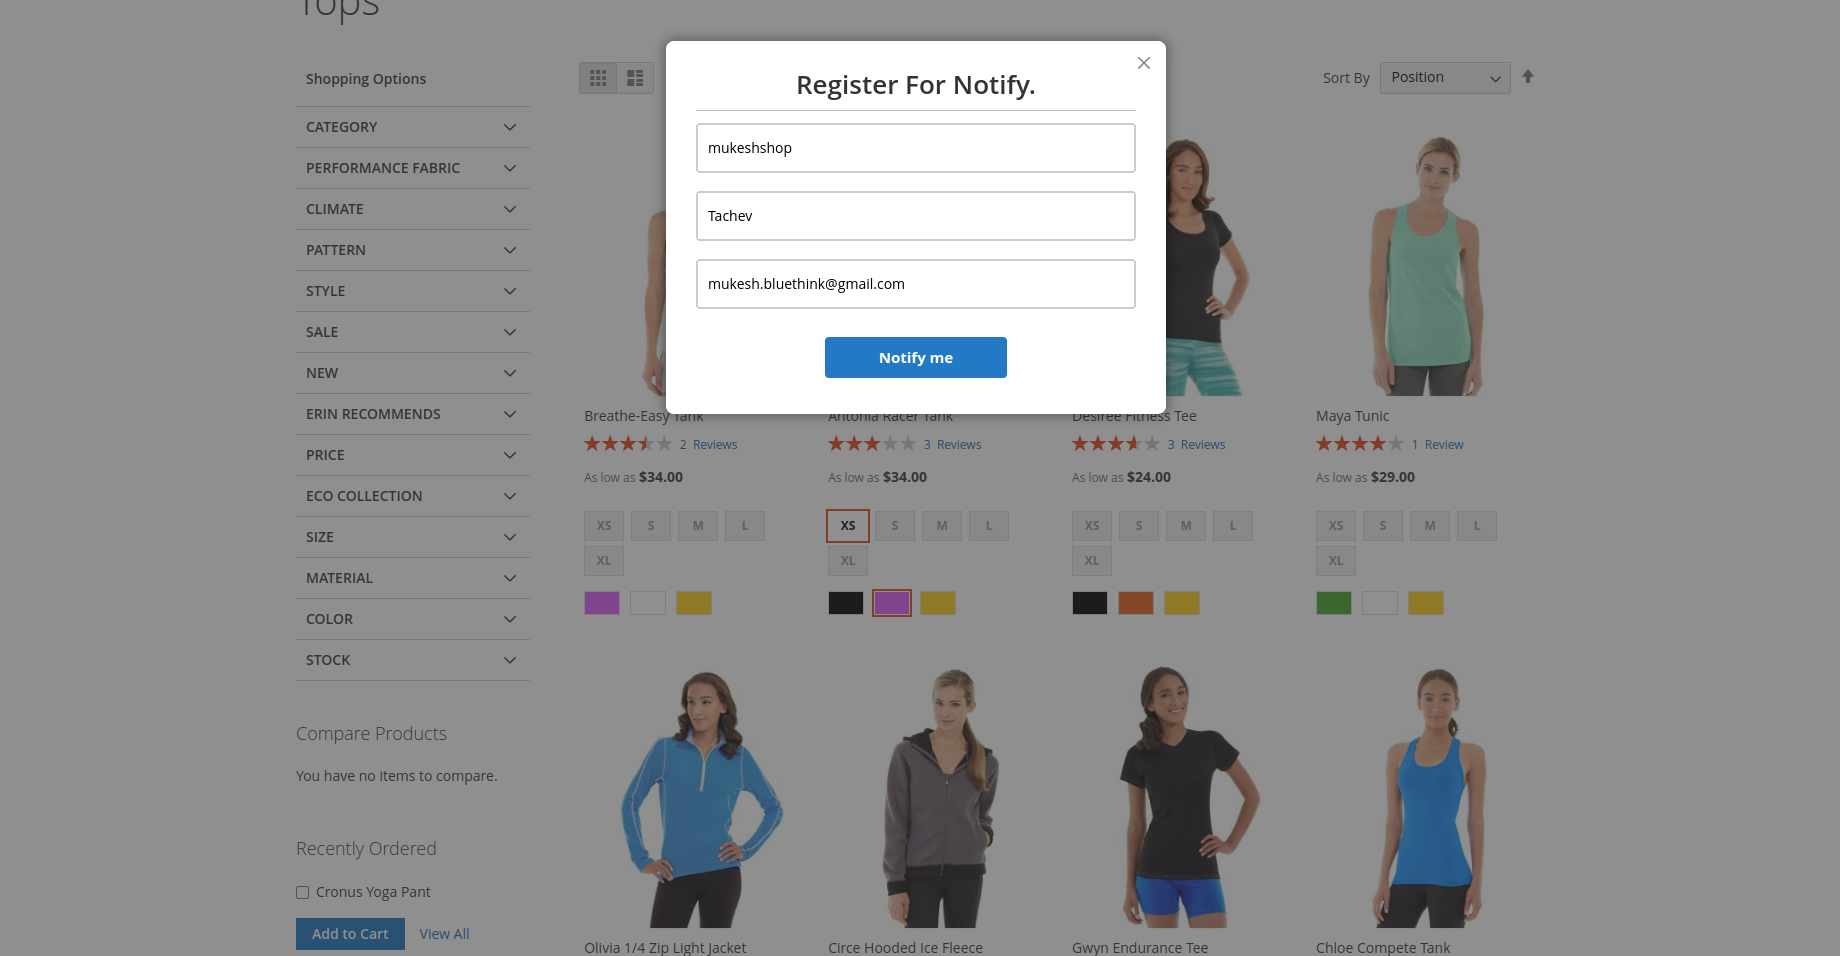 Tops
Shopping Options
CATEGORY
PERFORMANCE FABRIC
CLIMATE
PATTERN
STYLE
SALE
NEW
ERIN RECOMMENDS
PRICE
ECO COLLECTION
SIZE
MATERIAL
COLOR
STOCK
Compare Products
You have no items to compare.
Recently Ordered
Cronus Yoga Pant
Add to Cart View All
Sort By Position
Register For Notify.
mukeshshop
Tachev
mukesh.bluethink@gmail.com
Notify me
Breathe-Easy Tank
2 Reviews
As low as $34.00
XS S M L
XL
Antonia Racer Tank
3 Reviews
As low as $34.00
XS S M L
XL
Desiree Fitness Tee
3 Reviews
As low as $24.00
XS S M L
XL
Maya Tunic
1 Review
As low as $29.00
XS S M L
XL
Olivia 1/4 Zip Light Jacket
Circe Hooded Ice Fleece
Gwyn Endurance Tee
Chloe Compete Tank